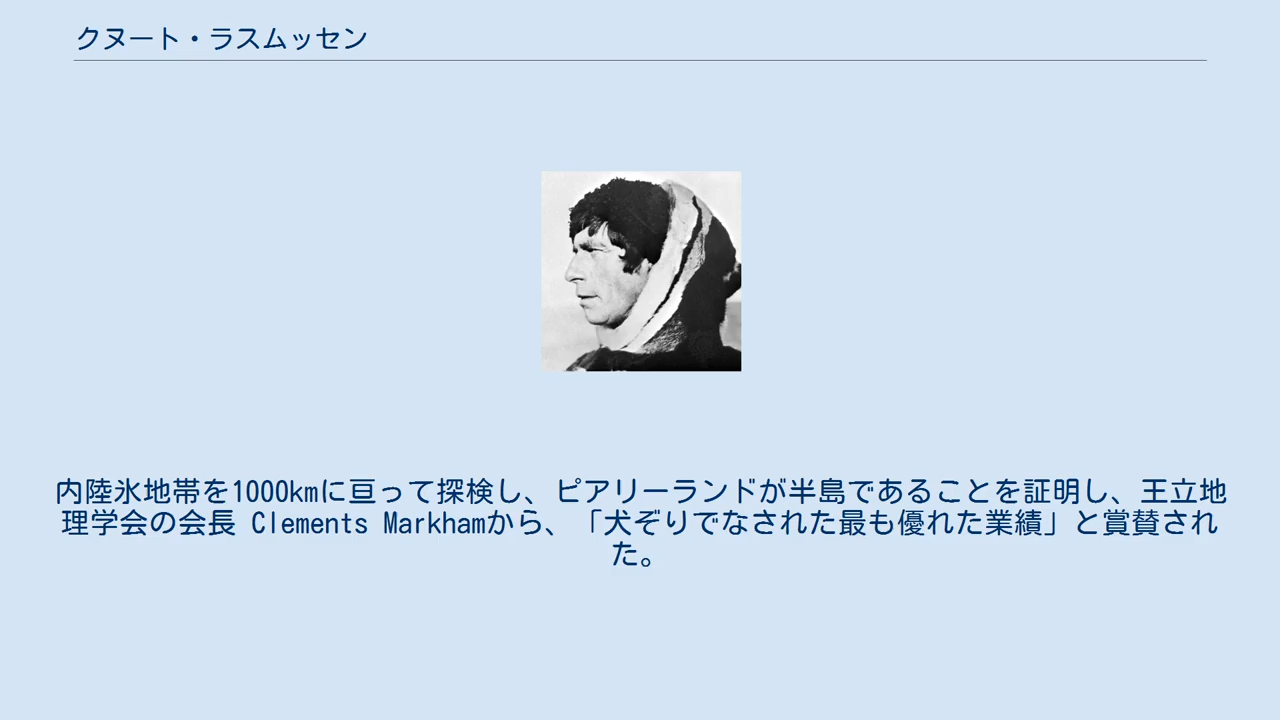 クヌート・ラスムッセン
内陸氷地帯を1000kmに亘って探検し、ピアリーランドが半島であることを証明し、王立地
理学会の会長 Clements Markhamから、「犬ぞりでなされた最も優れた業績」と賞賛され
た。